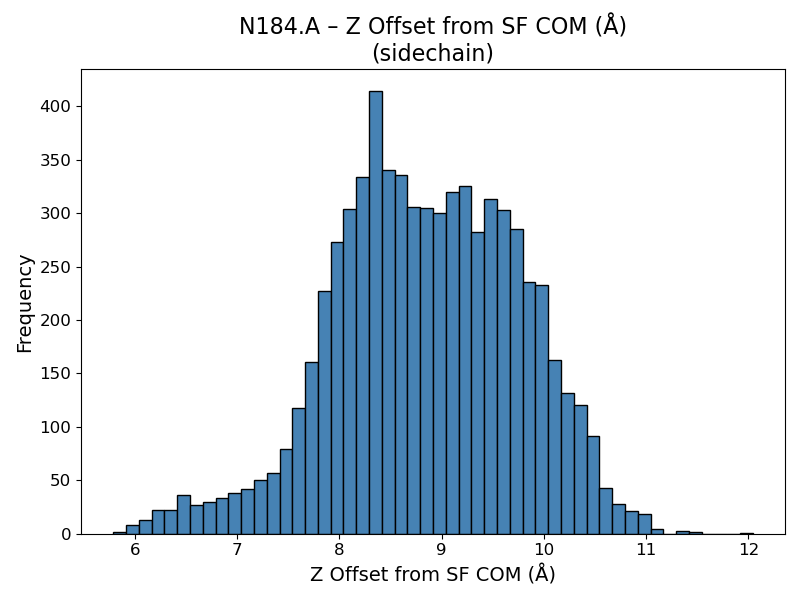 N184.A – Z Offset from SF COM (Å)
(sidechain)
Frequency
400
350
300
250
200
150
100
50
0
6 7 8 9 10 11 12
Z Offset from SF COM (Å)